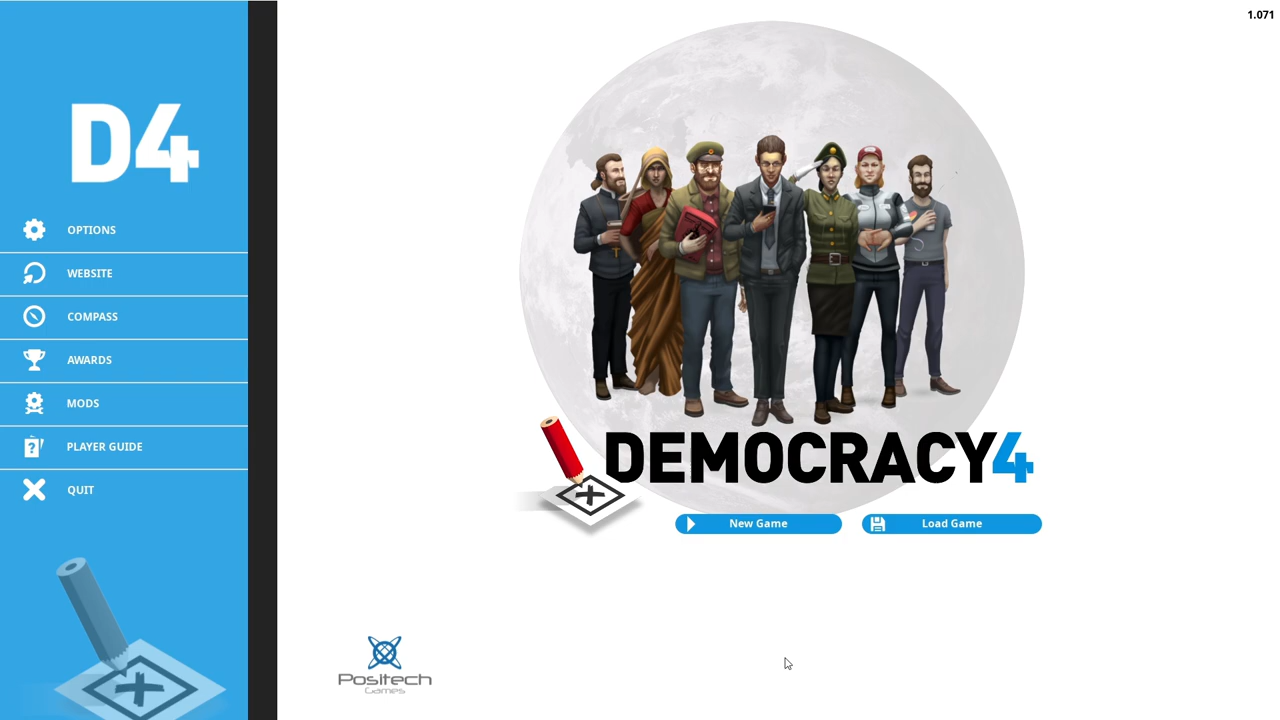 1.071
D4
OPTIONS
WEBSITE
COMPASS
AWARDS
MODS
PLAYER GUIDE
QUIT
DEMOCRACY4
New Game
Load Game
Positech
Games